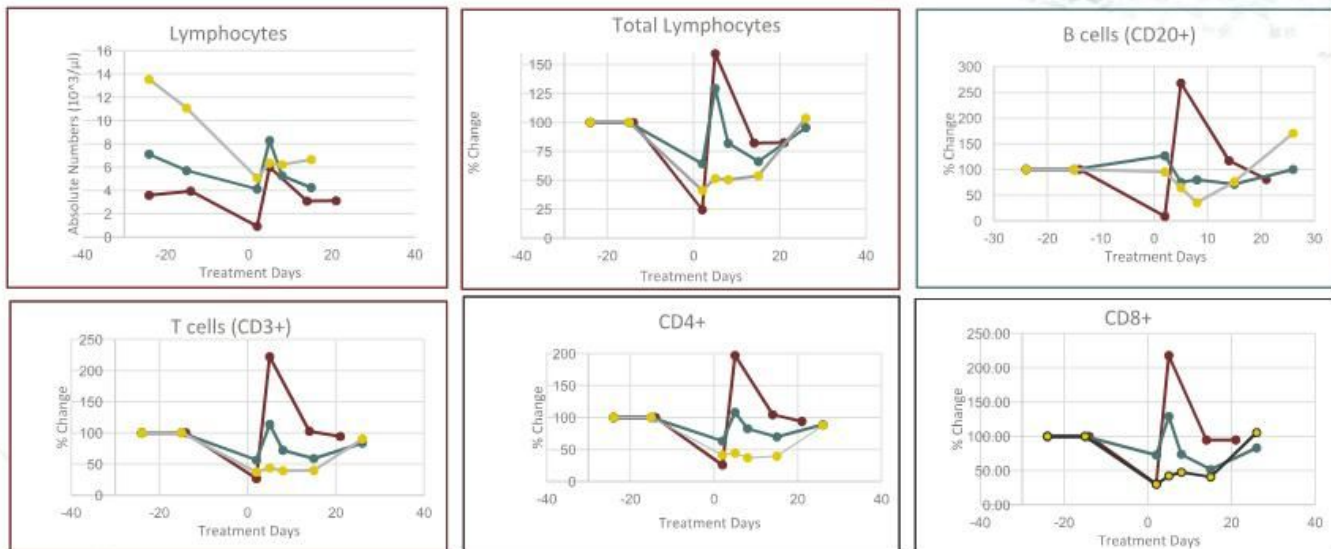 Lymphocytes
Absolute Numbers (10^3/µl)
16
14
12
10
8
6
4
2
0
-40 -20 0 20 40
Treatment Days
Total Lymphocytes
% Change
150
125
100
75
50
25
0
-40 -20 0 20 40
Treatment Days
B cells (CD20+)
% Change
300
250
200
150
100
50
0
-30 -20 -10 0 10 20 30
Treatment Days
T cells (CD3+)
% Change
250
200
150
100
50
0
-40 -20 0 20 40
Treatment Days
CD4+
% Change
200
150
100
50
0
-40 -20 0 20 40
Treatment Days
CD8+
% Change
250.00
200.00
150.00
100.00
50.00
0.00
-40 -20 0 20 40
Treatment Days